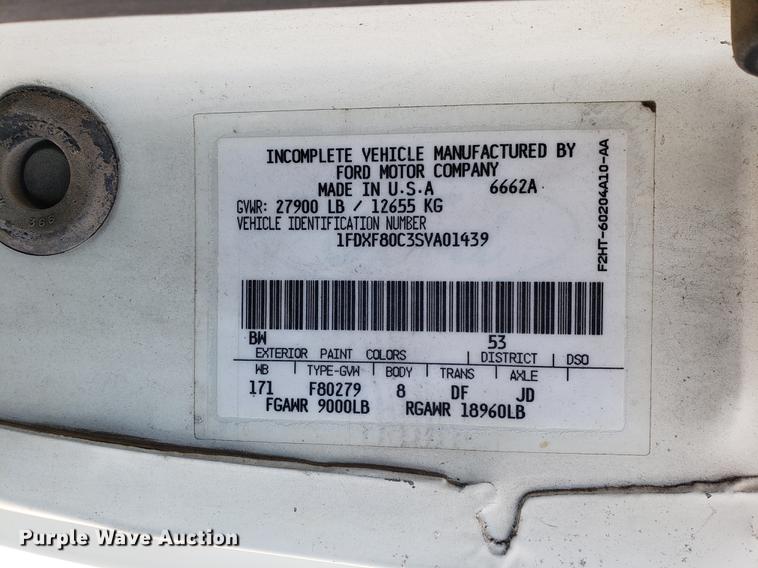 INCOMPLETE VEHICLE MANUFACTURED BY
FORD MOTOR COMPANY
MADE IN U.S.A 6662A
GVWR: 27900 LB / 12655 KG
VEHICLE IDENTIFICATION NUMBER
1FDXF80C3SVA01439
F2HT-60204A10-AA
BW 53
EXTERIOR PAINT COLORS DISTRICT DSO
WB TYPE-GVW BODY TRANS AXLE
171 F80279 8 DF JD
FGAWR 9000LB RGAWR 18960LB
366
Purple Wave Auction